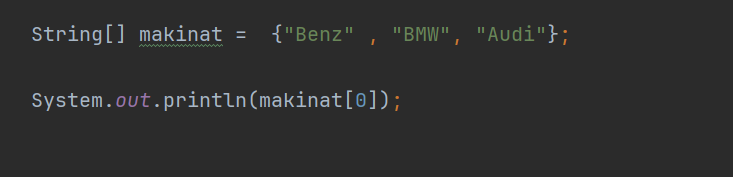 String[] makinat =  {"Benz" , "BMW", "Audi"};
System.out.println(makinat[0]);